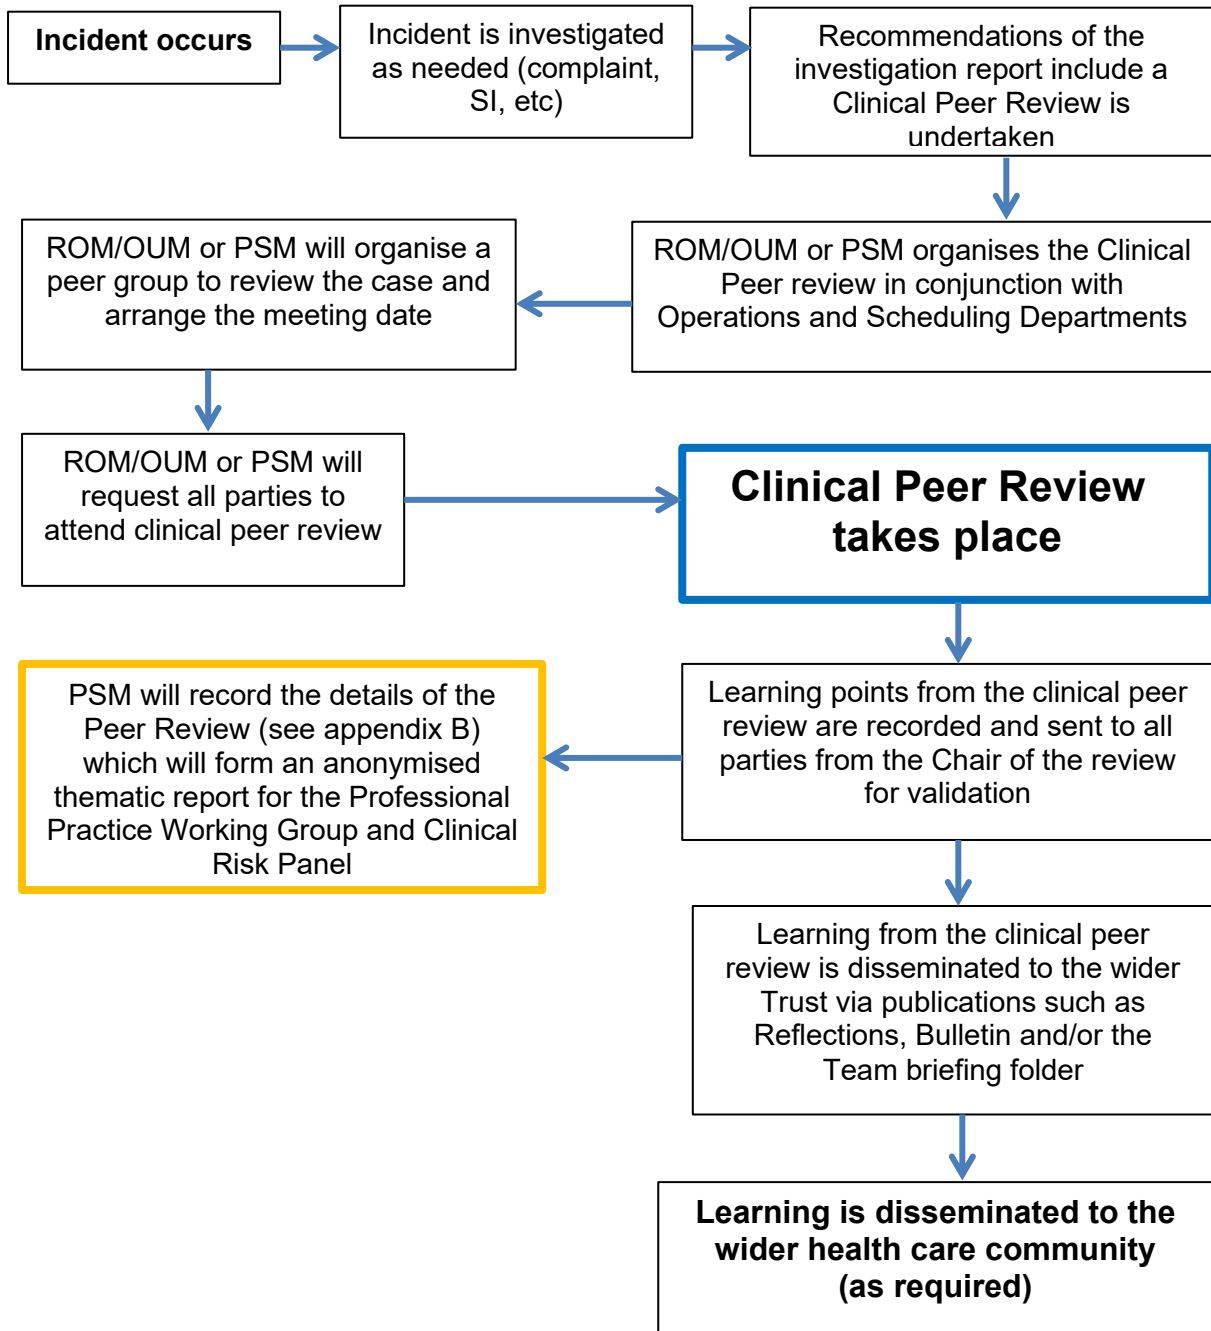 Incident occurs
Incident is investigated
as needed (complaint,
SI, etc)
Recommendations of the
investigation report include a
Clinical Peer Review is
undertaken
ROM/OUM or PSM organises the Clinical
Peer review in conjunction with
Operations and Scheduling Departments
ROM/OUM or PSM will organise a
peer group to review the case and
arrange the meeting date
ROM/OUM or PSM will
request all parties to
attend clinical peer review
Clinical Peer Review
takes place
Learning points from the clinical peer
review are recorded and sent to all
parties from the Chair of the review
for validation
PSM will record the details of the
Peer Review (see appendix B)
which will form an anonymised
thematic report for the Professional
Practice Working Group and Clinical
Risk Panel
Learning from the clinical peer
review is disseminated to the wider
Trust via publications such as
Reflections, Bulletin and/or the
Team briefing folder
Learning is disseminated to the
wider health care community
(as required)